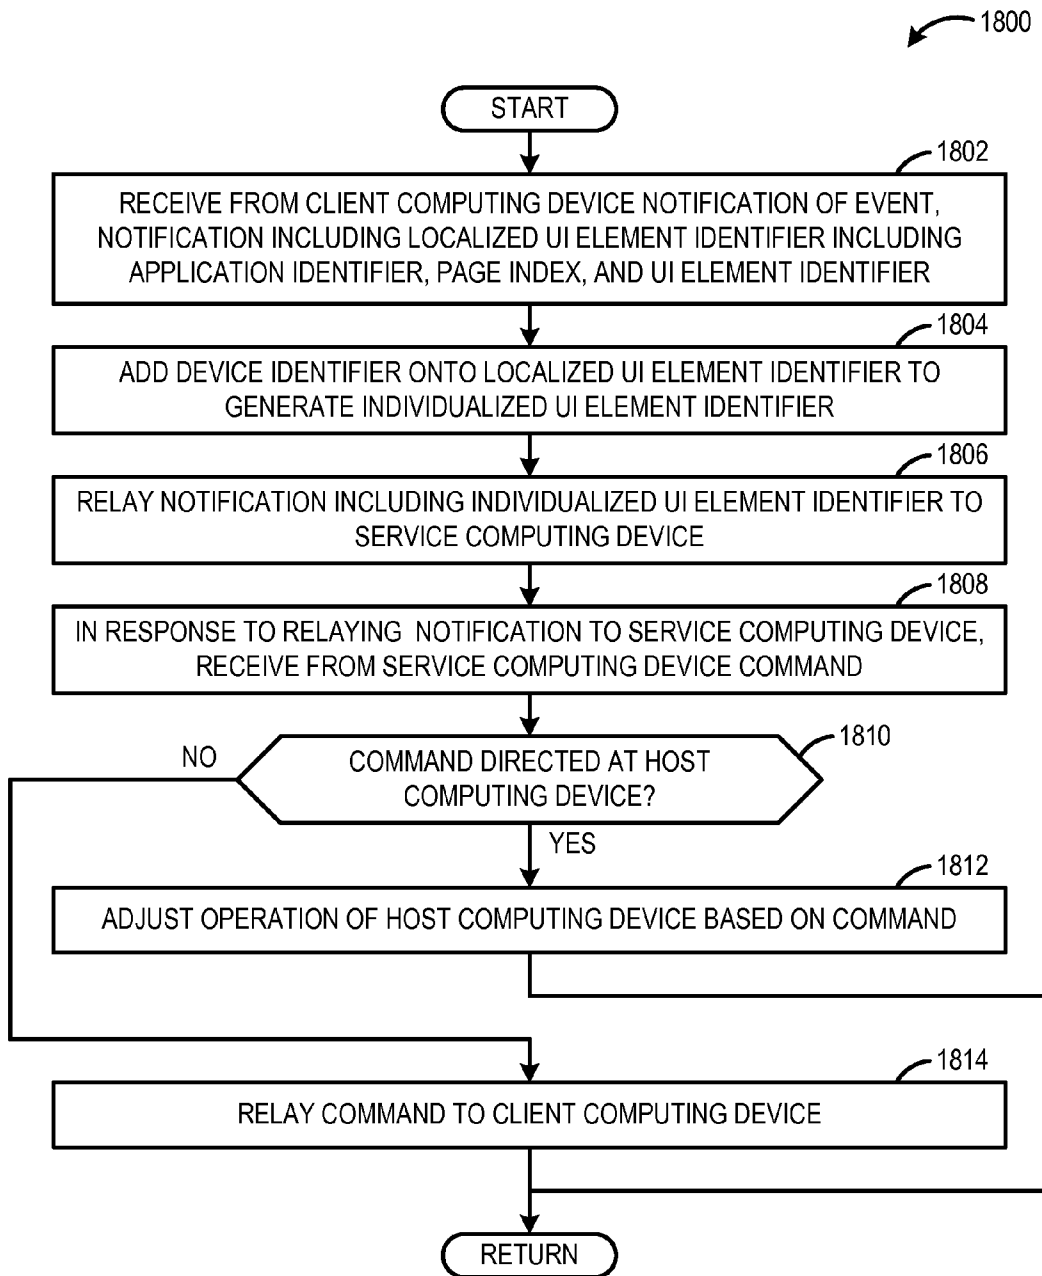 1800
START
1802
RECEIVE FROM CLIENT COMPUTING DEVICE NOTIFICATION OF EVENT,
NOTIFICATION INCLUDING LOCALIZED UI ELEMENT IDENTIFIER INCLUDING
APPLICATION IDENTIFIER, PAGE INDEX, AND UI ELEMENT IDENTIFIER
1804
ADD DEVICE IDENTIFIER ONTO LOCALIZED UI ELEMENT IDENTIFIER TO
GENERATE INDIVIDUALIZED UI ELEMENT IDENTIFIER
1806
RELAY NOTIFICATION INCLUDING INDIVIDUALIZED UI ELEMENT IDENTIFIER TO
SERVICE COMPUTING DEVICE
1808
IN RESPONSE TO RELAYING NOTIFICATION TO SERVICE COMPUTING DEVICE,
RECEIVE FROM SERVICE COMPUTING DEVICE COMMAND
1810
NO
COMMAND DIRECTED AT HOST
COMPUTING DEVICE?
YES
1812
ADJUST OPERATION OF HOST COMPUTING DEVICE BASED ON COMMAND
1814
RELAY COMMAND TO CLIENT COMPUTING DEVICE
RETURN